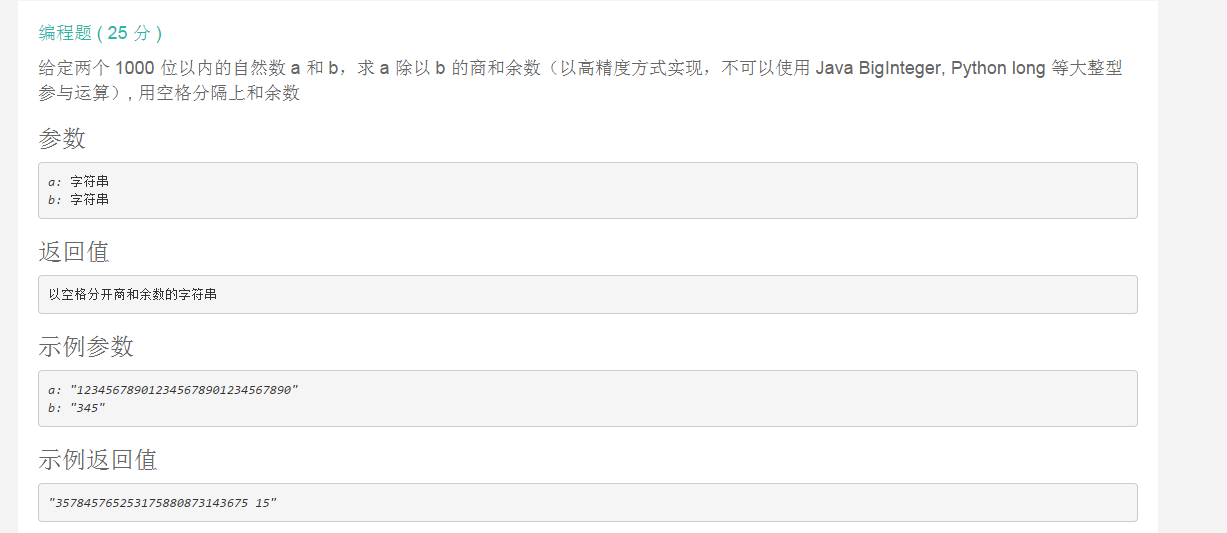 编程题 ( 25 分 )
给定两个 1000 位以内的自然数 a 和 b，求 a 除以 b 的商和余数（以高精度方式实现，不可以使用 Java BigInteger, Python long 等大整型
参与运算）, 用空格分隔上和余数
参数
a: 字符串
b: 字符串
返回值
以空格分开商和余数的字符串
示例参数
a: "123456789012345678901234567890"
b: "345"
示例返回值
"357845765253175880873143675 15"